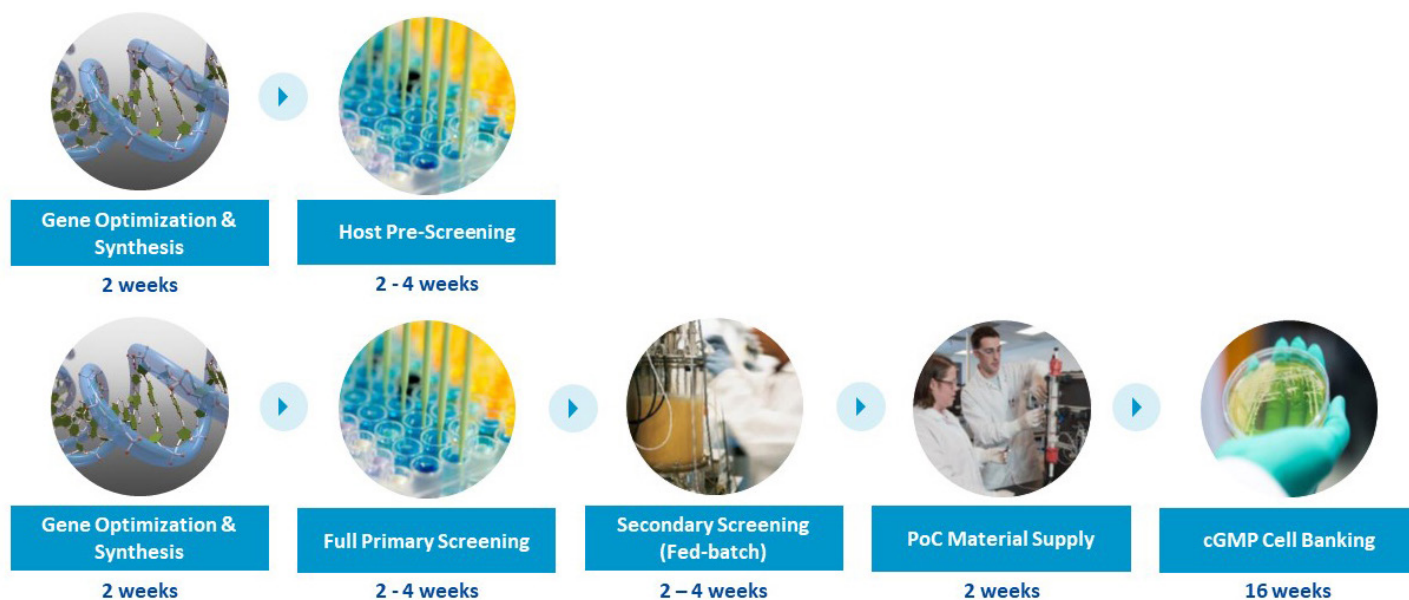 Gene Optimization &
Synthesis
2 weeks
Host Pre-Screening
2 - 4 weeks
Gene Optimization &
Synthesis
2 weeks
Full Primary Screening
2 - 4 weeks
Secondary Screening
(Fed-batch)
2 – 4 weeks
PoC Material Supply
2 weeks
cGMP Cell Banking
16 weeks